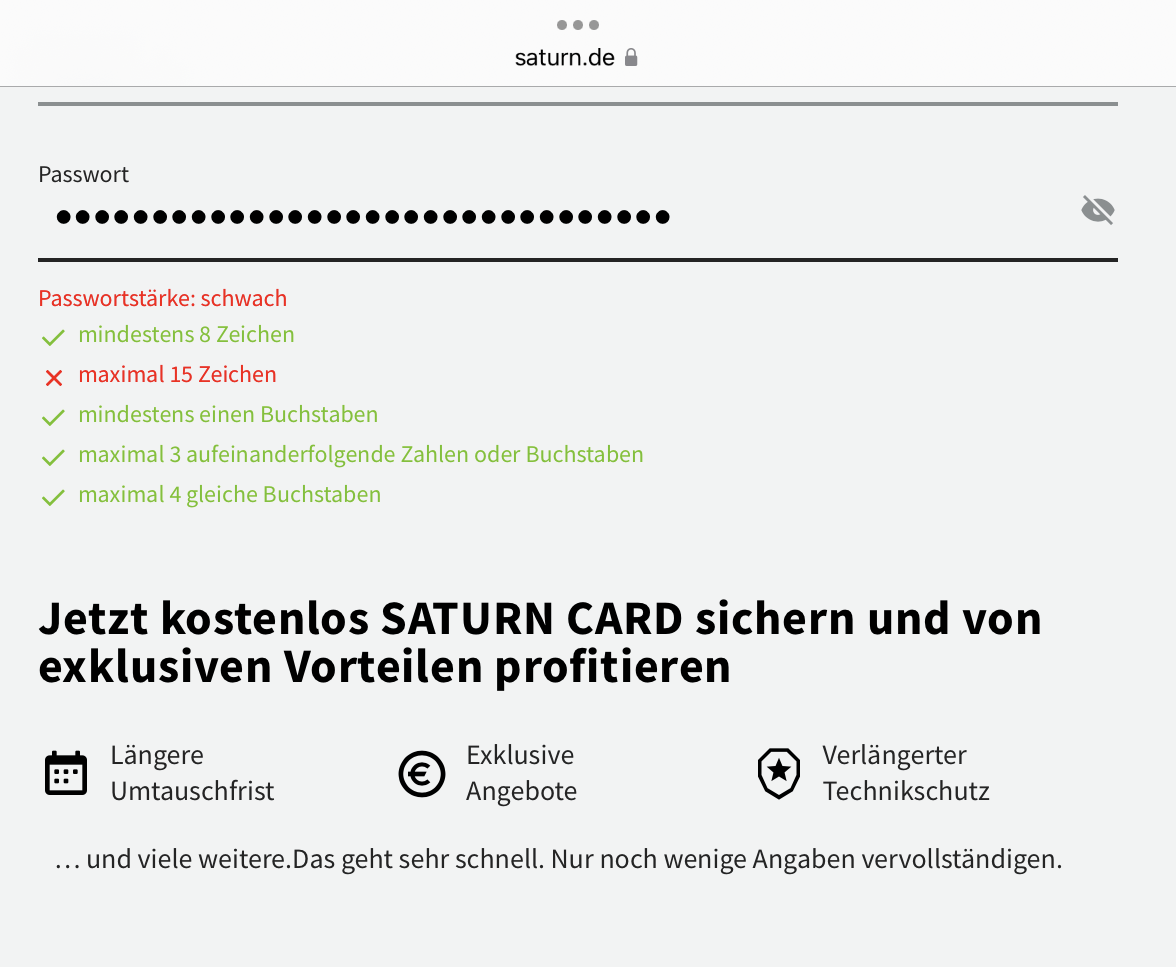 saturn.de
Passwort
••••••••••••••••••••••••••••••••
Passwortstärke: schwach
mindestens 8 Zeichen
maximal 15 Zeichen
mindestens einen Buchstaben
maximal 3 aufeinanderfolgende Zahlen oder Buchstaben
maximal 4 gleiche Buchstaben
Jetzt kostenlos SATURN CARD sichern und von
exklusiven Vorteilen profitieren
Längere
Umtauschfrist
Exklusive
Angebote
Verlängerter
Technikschutz
… und viele weitere.Das geht sehr schnell. Nur noch wenige Angaben vervollständigen.